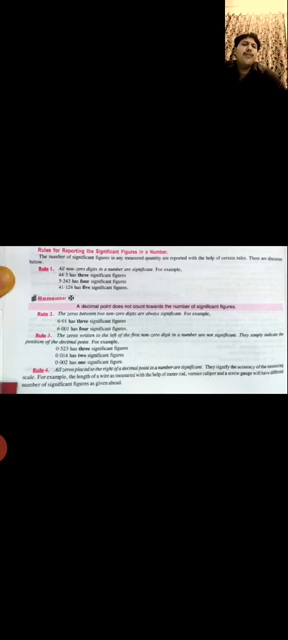 Rules for Reporting the Significant Figures in a Number.
The number of significant figures in any measured quantity are reported with the help of certain rules. These are discussed
below.
Rule 1. All non-zero digits in a number are significant. For example,
44·5 has three significant figures
5·243 has four significant figures
41·124 has five significant figures.
Remember
A decimal point does not count towards the number of significant figures.
Rule 2. The zeros between two non-zero digits are always significant. For example,
6·01 has three significant figures
6·001 has four significant figures.
Rule 3. The zeros written to the left of the first non-zero digit in a number are not significant. They simply indicate the
position of the decimal point. For example,
0·523 has three significant figures
0·014 has two significant figures
0·002 has one significant figure.
Rule 4. All zeros placed to the right of a decimal point in a number are significant. They signify the accuracy of the measuring
scale. For example, the length of a wire as measured with the help of meter rod, vernier caliper and a screw gauge will have different
number of significant figures as given ahead.